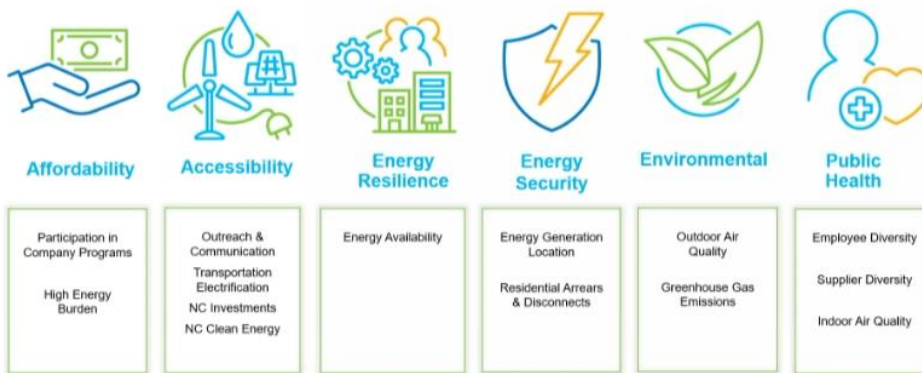 Affordability
Participation in
Company Programs
High Energy
Burden
Accessibility
Outreach &
Communication
Transportation
Electrification
NC Investments
NC Clean Energy
Energy
Resilience
Energy Availability
Energy
Security
Energy Generation
Location
Residential Arrears
& Disconnects
Environmental
Outdoor Air
Quality
Greenhouse Gas
Emissions
Public
Health
Employee Diversity
Supplier Diversity
Indoor Air Quality